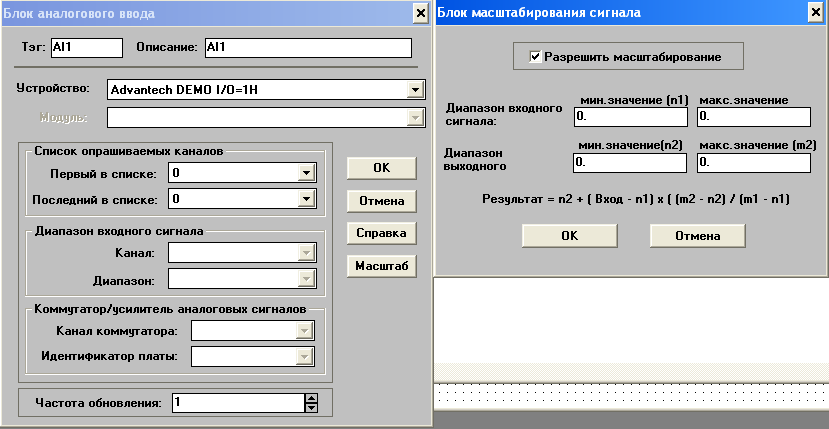 Блок аналогового ввода
Тэг: AI1 Описание: AI1
Устройство: Advantech DEMO I/O=1H
Модуль:
Список опрашиваемых каналов
Первый в списке: 0
Последний в списке: 0
Диапазон входного сигнала
Канал:
Диапазон:
Коммутатор/усилитель аналоговых сигналов
Канал коммутатора:
Идентификатор платы:
Частота обновления: 1
OK
Отмена
Справка
Масштаб
Блок масштабирования сигнала
Разрешить масштабирование
мин.значение (n1) макс.значение
Диапазон входного сигнала: 0. 0.
мин.значение(n2) макс.значение (m2)
Диапазон выходного 0. 0.
Результат = n2 + ( Вход - n1) x ( (m2 - n2) / (m1 - n1)
OK Отмена